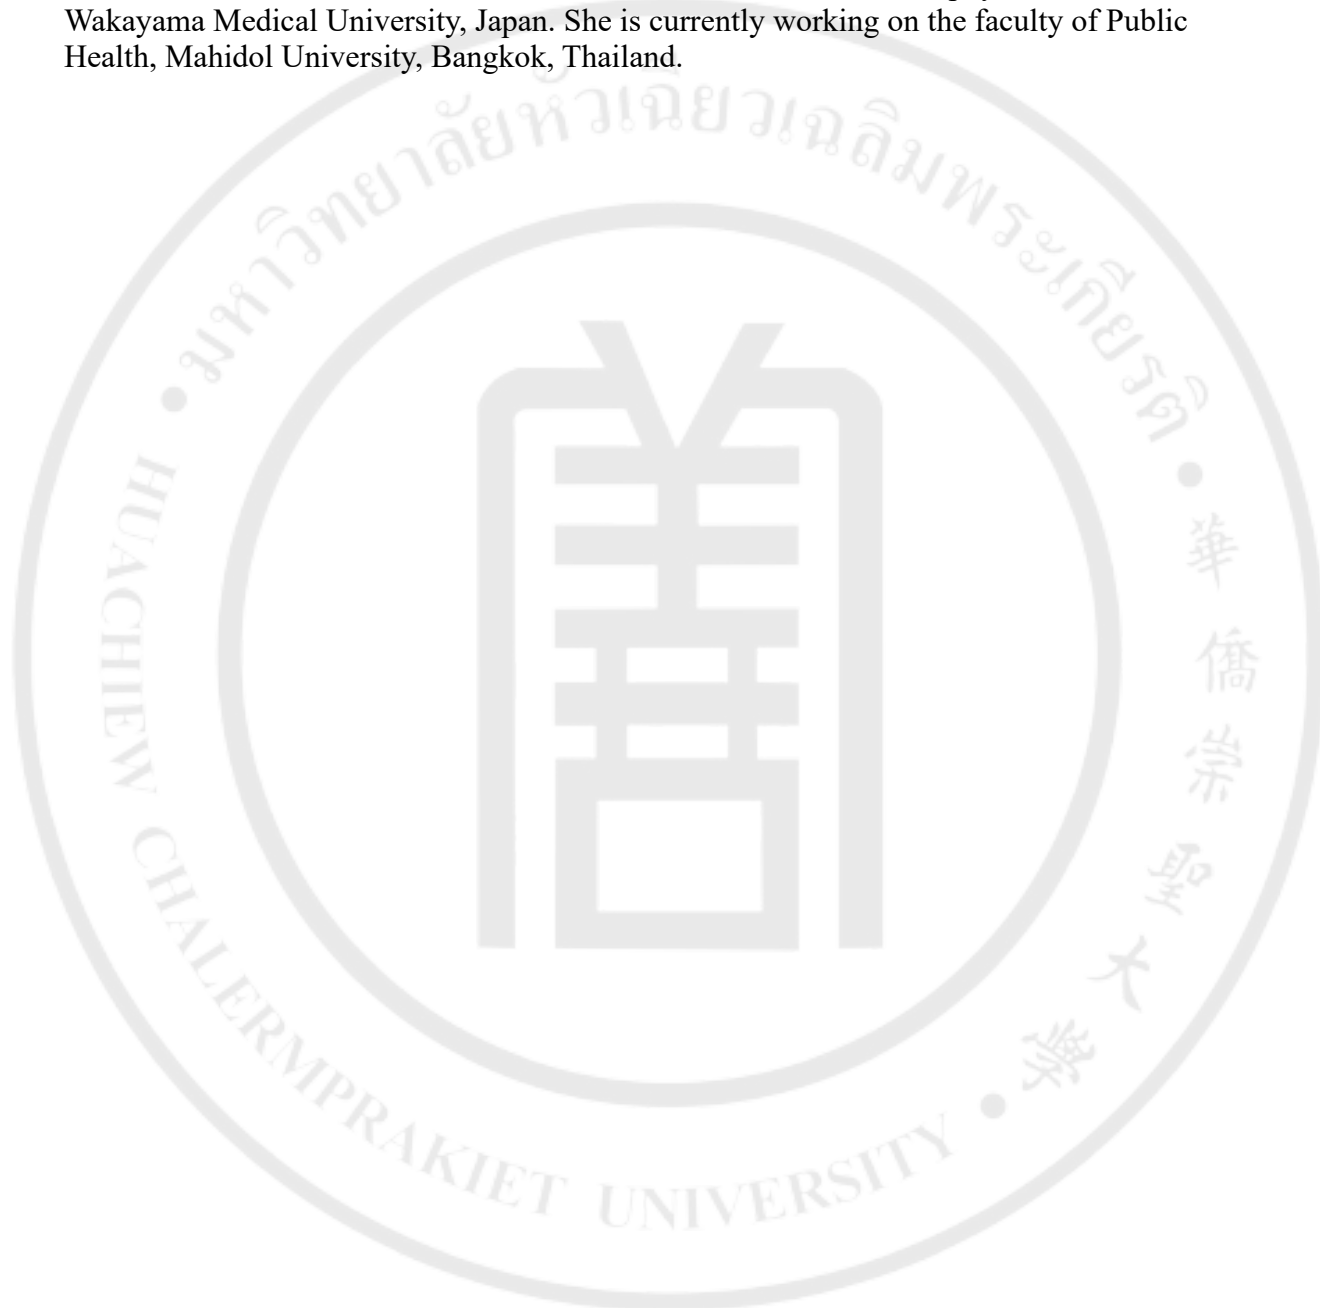 Wakayama Medical University, Japan. She is currently working on the faculty of Public
Health, Mahidol University, Bangkok, Thailand.
มหาวิทยาลัยหัวเฉียวเฉลิมพระเกียรติ
華僑崇聖大學
HUACHIEW CHALERMPRAKIET UNIVERSITY